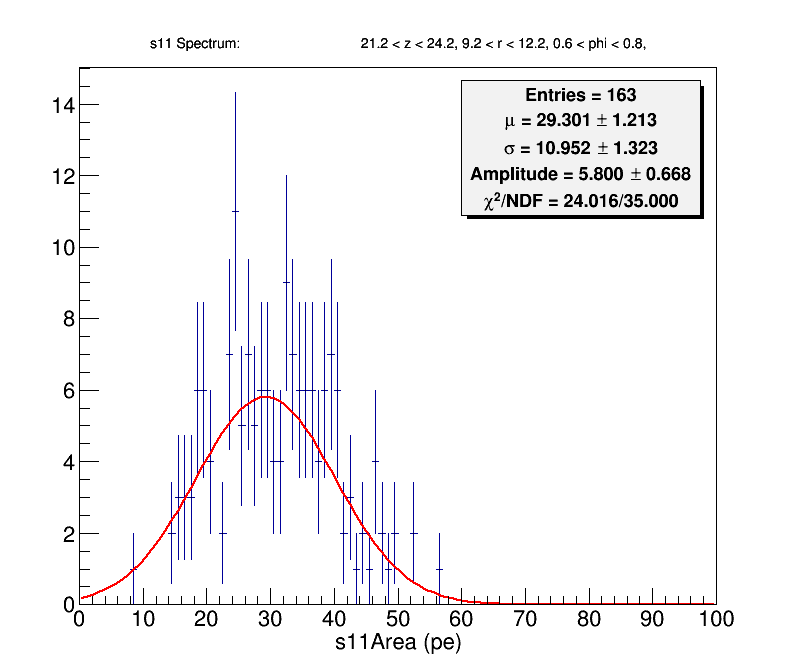 s11 Spectrum: 21.2 < z < 24.2, 9.2 < r < 12.2, 0.6 < phi < 0.8,
Entries = 163
μ = 29.301 ± 1.213
σ = 10.952 ± 1.323
Amplitude = 5.800 ± 0.668
χ²/NDF = 24.016/35.000
14
12
10
8
6
4
2
0
0 10 20 30 40 50 60 70 80 90 100
s11Area (pe)